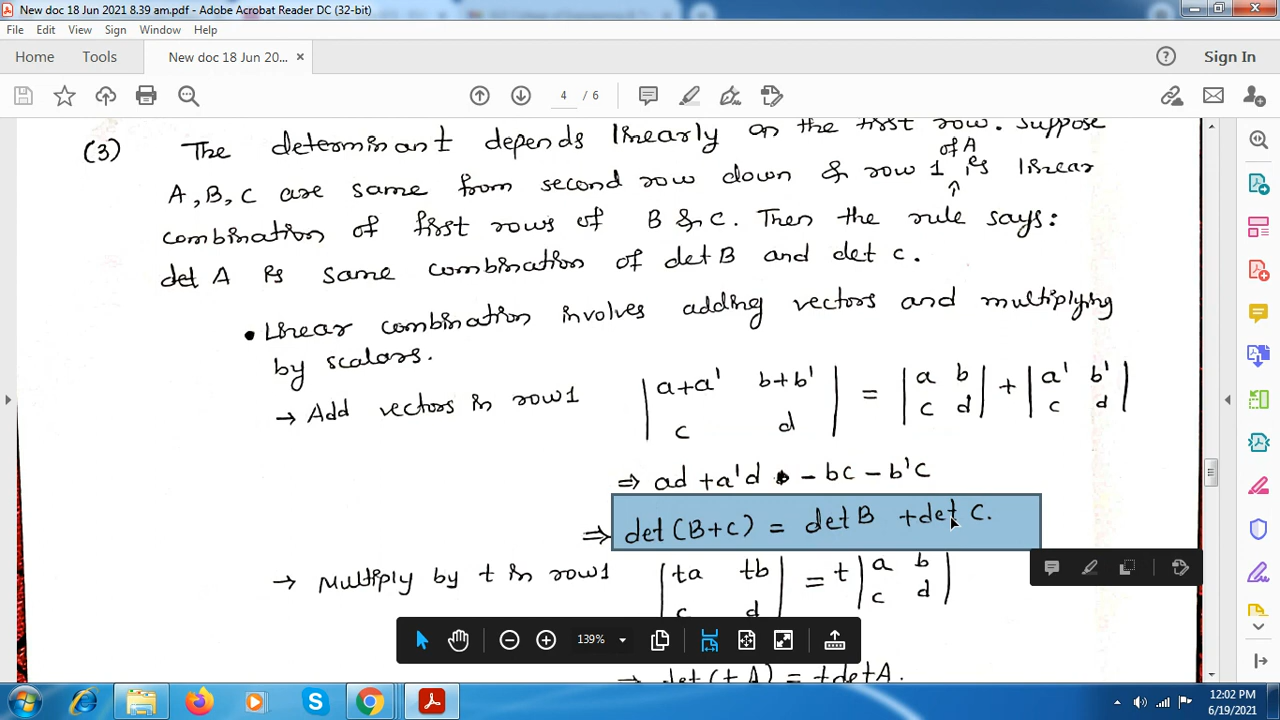 New doc 18 Jun 2021 8.39 am.pdf - Adobe Acrobat Reader DC (32-bit)
File Edit View Sign Window Help
Home Tools New doc 18 Jun 20... × Sign In
4 / 6
(3) The determinant depends linearly on the first row. Suppose
of A
A, B, C are same from second row down & row 1 ^ is linear
combination of first rows of B & C. Then the rule says:
det A is same combination of det B and det C.
• Linear combination involves adding vectors and multiplying
by scalars.
→ Add vectors in row 1 |a+a' b+b'| = |a b| + |a' b'|
|c d| |c d| |c d|
⇒ ad + a'd - bc - b'c
⇒ det(B+C) = det B + det C.
→ Multiply by t in row 1 |ta tb| = t |a b|
|c d| |c d|
139%
⇒ det(tA) = t det A.
12:02 PM
6/19/2021